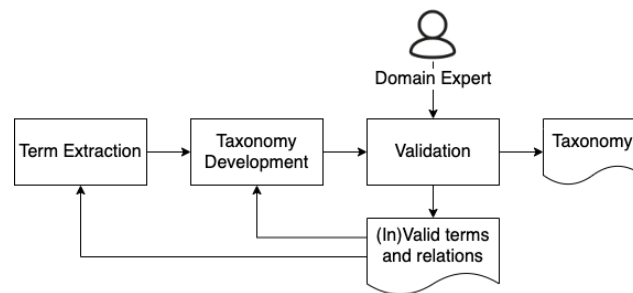 Domain Expert
Term Extraction
Taxonomy
Development
Validation
Taxonomy
(In)Valid terms
and relations